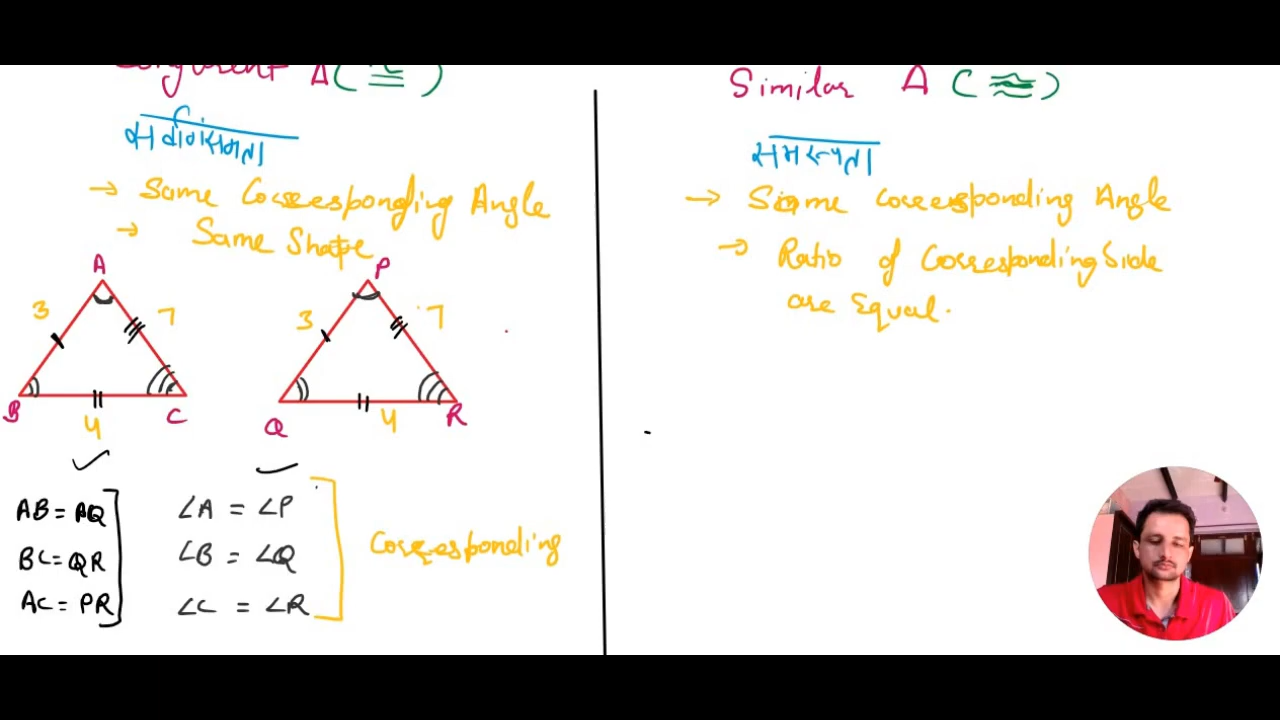 Congruent Δ (≅)
सर्वांगसमता
→ Same Corresponding Angle
→ Same Shape
A
3
7
B
4
C
P
3
7
Q
4
R
AB = PQ
BC = QR
AC = PR
∠A = ∠P
∠B = ∠Q
∠C = ∠R
Corresponding
Similar Δ (≈)
समरूपता
→ Same Corresponding Angle
→ Ratio of Corresponding Side
are Equal.